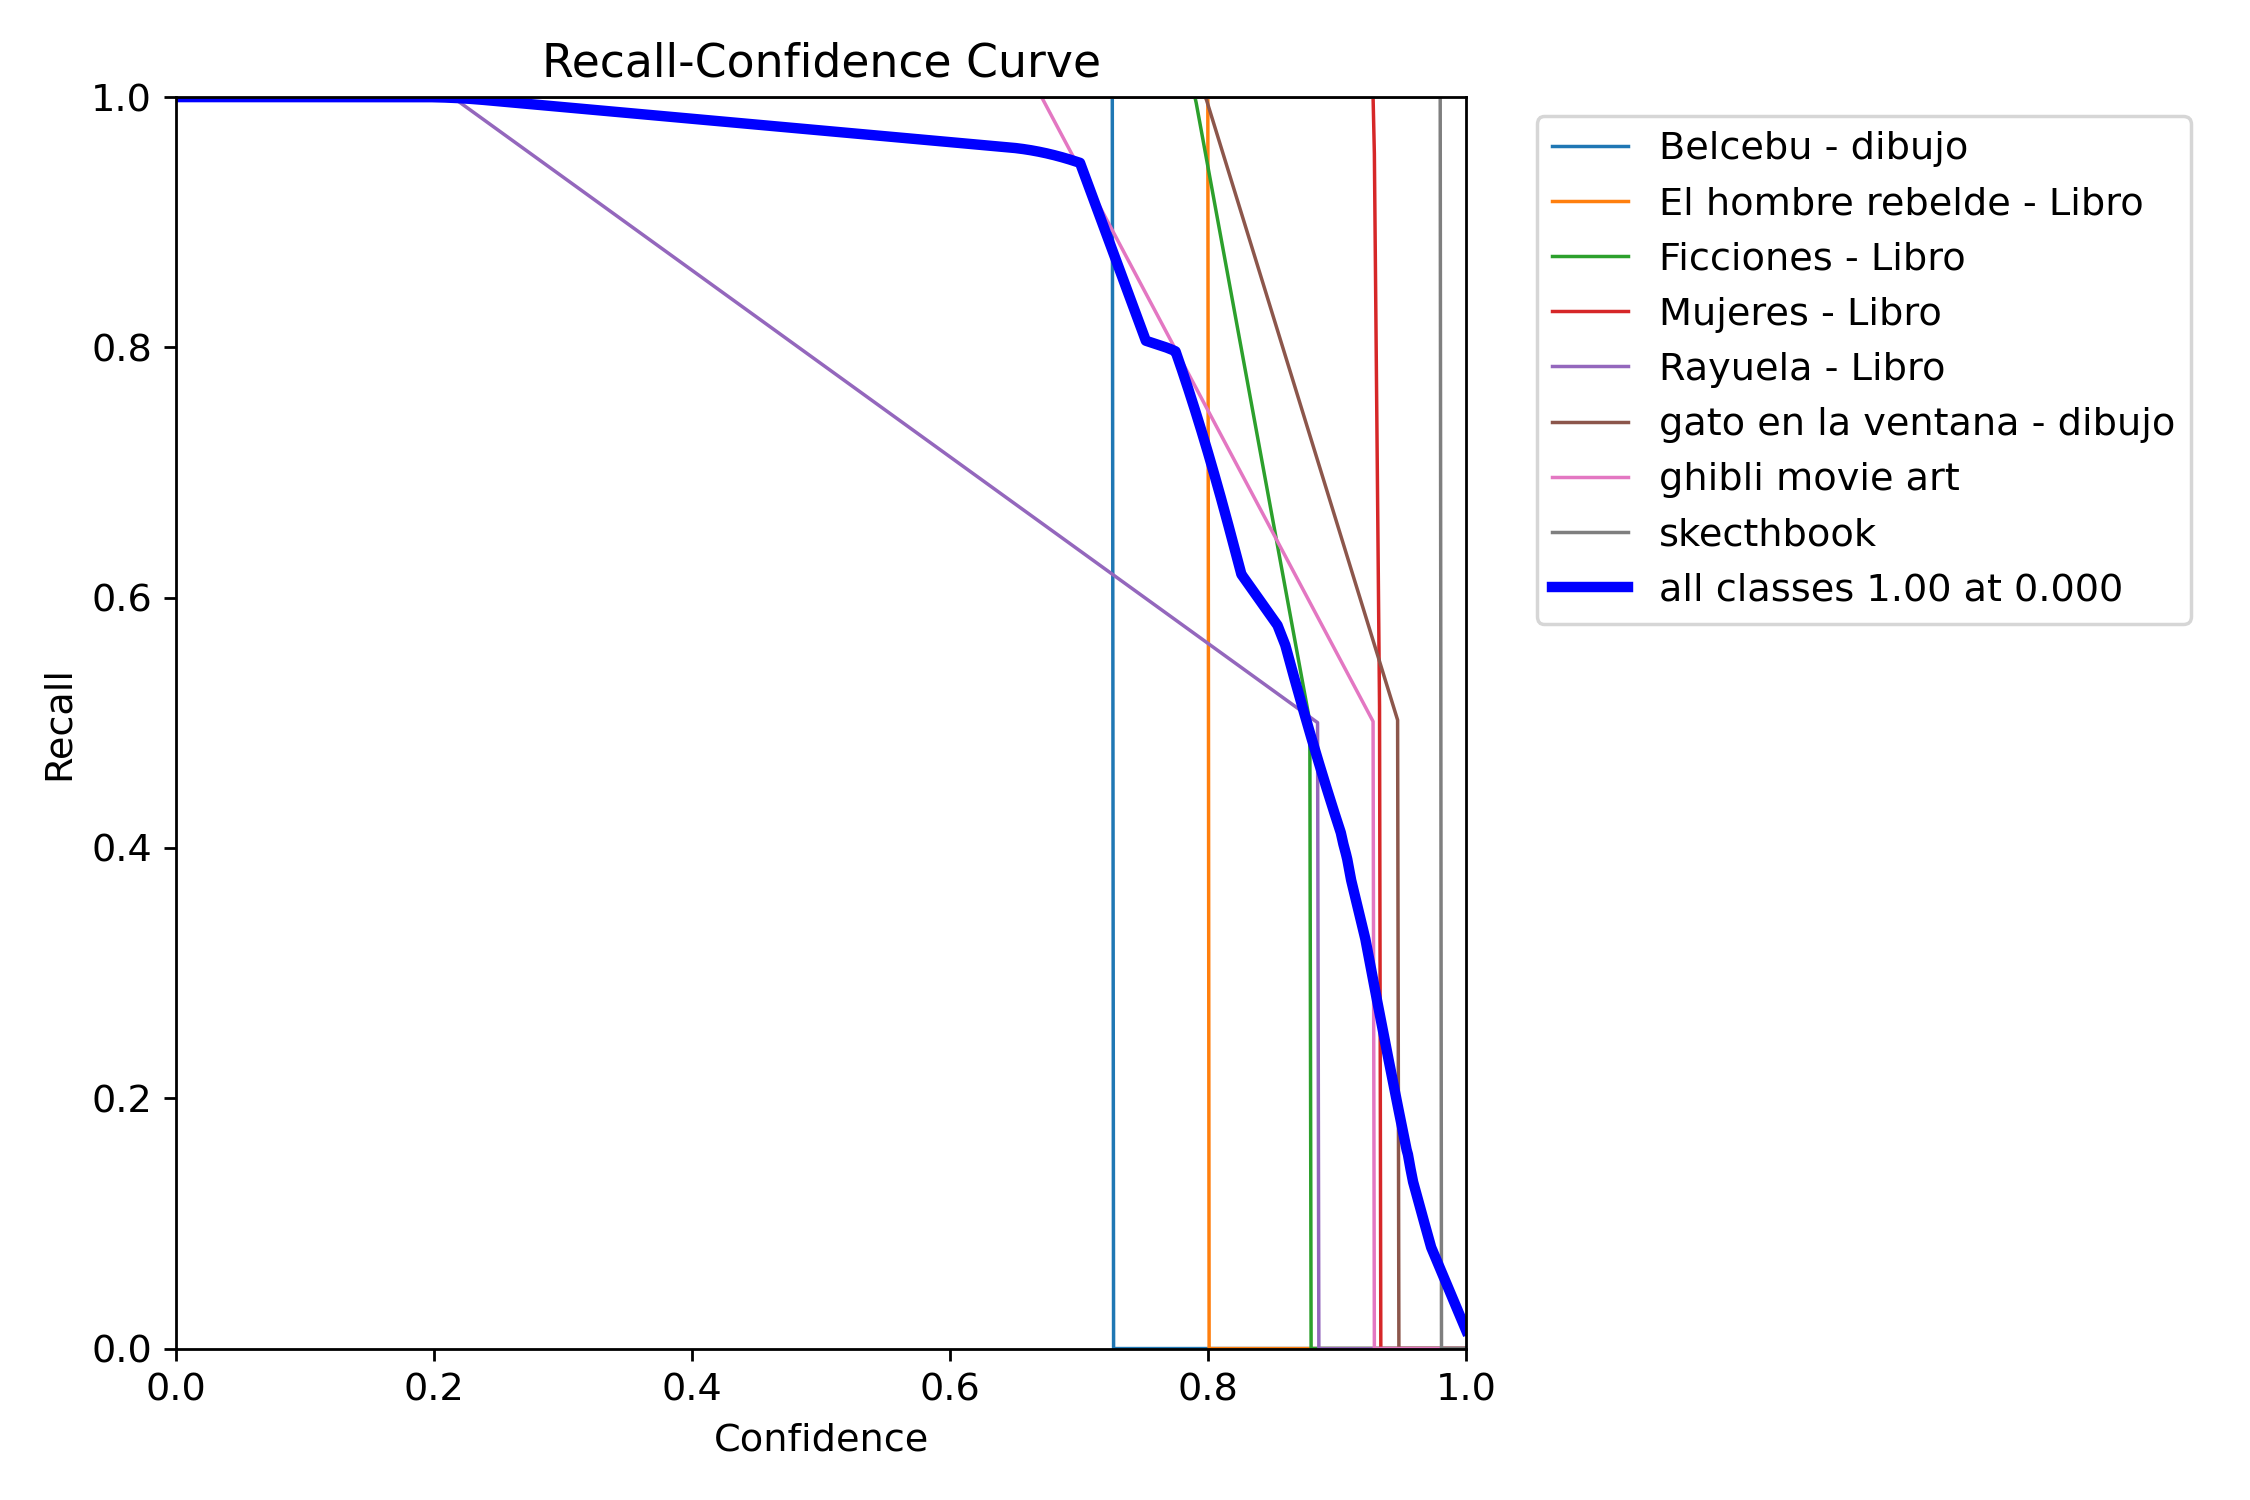 Recall-Confidence Curve
1.0
0.8
0.6
0.4
0.2
0.0
Recall
0.0 0.2 0.4 0.6 0.8 1.0
Confidence
Belcebu - dibujo
El hombre rebelde - Libro
Ficciones - Libro
Mujeres - Libro
Rayuela - Libro
gato en la ventana - dibujo
ghibli movie art
skecthbook
all classes 1.00 at 0.000